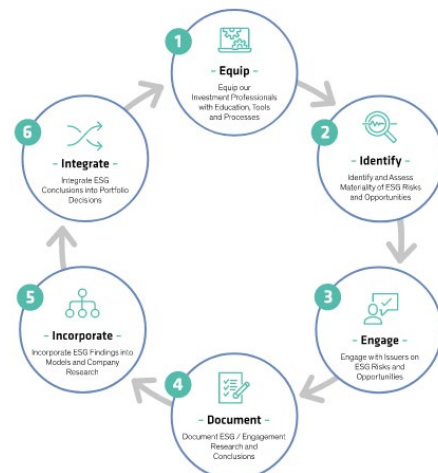 1
- Equip -
Equip our
Investment Professionals
with Education, Tools
and Processes
2
- Identify -
Identify and Assess
Materiality of ESG Risks
and Opportunities
3
- Engage -
Engage with Issuers on
ESG Risks and
Opportunities
4
- Document -
Document ESG / Engagement
Research and
Conclusions
5
- Incorporate -
Incorporate ESG Findings into
Models and Company
Research
6
- Integrate -
Integrate ESG
Conclusions into Portfolio
Decisions